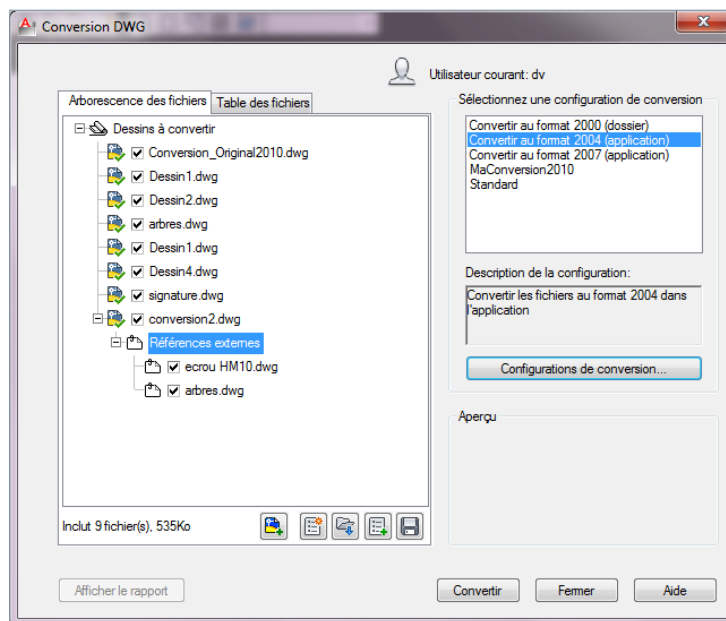 Conversion DWG
Utilisateur courant: dv
Arborescence des fichiers
Table des fichiers
Dessins à convertir
Conversion_Original2010.dwg
Dessin1.dwg
Dessin2.dwg
arbres.dwg
Dessin1.dwg
Dessin4.dwg
signature.dwg
conversion2.dwg
Références externes
ecrou HM10.dwg
arbres.dwg
Inclut 9 fichier(s), 535Ko
Sélectionnez une configuration de conversion
Convertir au format 2000 (dossier)
Convertir au format 2004 (application)
Convertir au format 2007 (application)
MaConversion2010
Standard
Description de la configuration:
Convertir les fichiers au format 2004 dans
l'application
Configurations de conversion...
Aperçu
Afficher le rapport
Convertir
Fermer
Aide